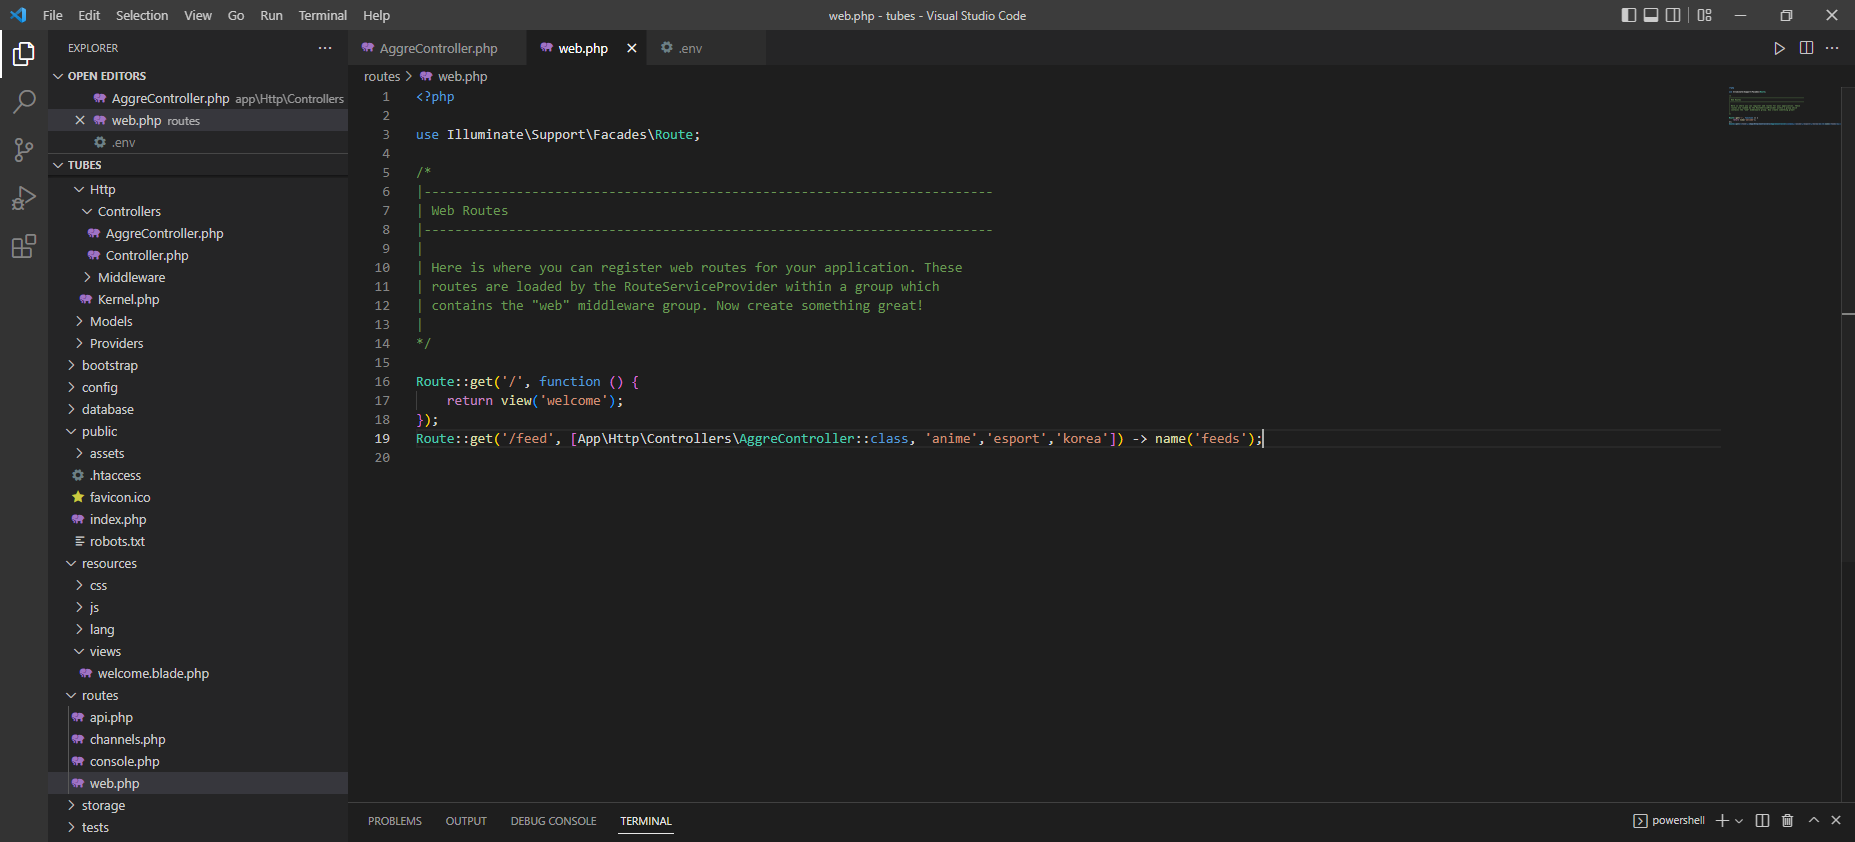 File Edit Selection View Go Run Terminal Help web.php - tubes - Visual Studio Code
EXPLORER
OPEN EDITORS
AggreController.php app\Http\Controllers
web.php routes
.env
TUBES
Http
Controllers
AggreController.php
Controller.php
Middleware
Kernel.php
Models
Providers
bootstrap
config
database
public
assets
.htaccess
favicon.ico
index.php
robots.txt
resources
css
js
lang
views
welcome.blade.php
routes
api.php
channels.php
console.php
web.php
storage
tests
AggreController.php web.php .env
routes > web.php
1 <?php
2
3 use Illuminate\Support\Facades\Route;
4
5 /*
6 |--------------------------------------------------------------------------
7 | Web Routes
8 |--------------------------------------------------------------------------
9 |
10 | Here is where you can register web routes for your application. These
11 | routes are loaded by the RouteServiceProvider within a group which
12 | contains the "web" middleware group. Now create something great!
13 |
14 */
15
16 Route::get('/', function () {
17     return view('welcome');
18 });
19 Route::get('/feed', [App\Http\Controllers\AggreController::class, 'anime','esport','korea']) -> name('feeds');
20
PROBLEMS OUTPUT DEBUG CONSOLE TERMINAL powershell